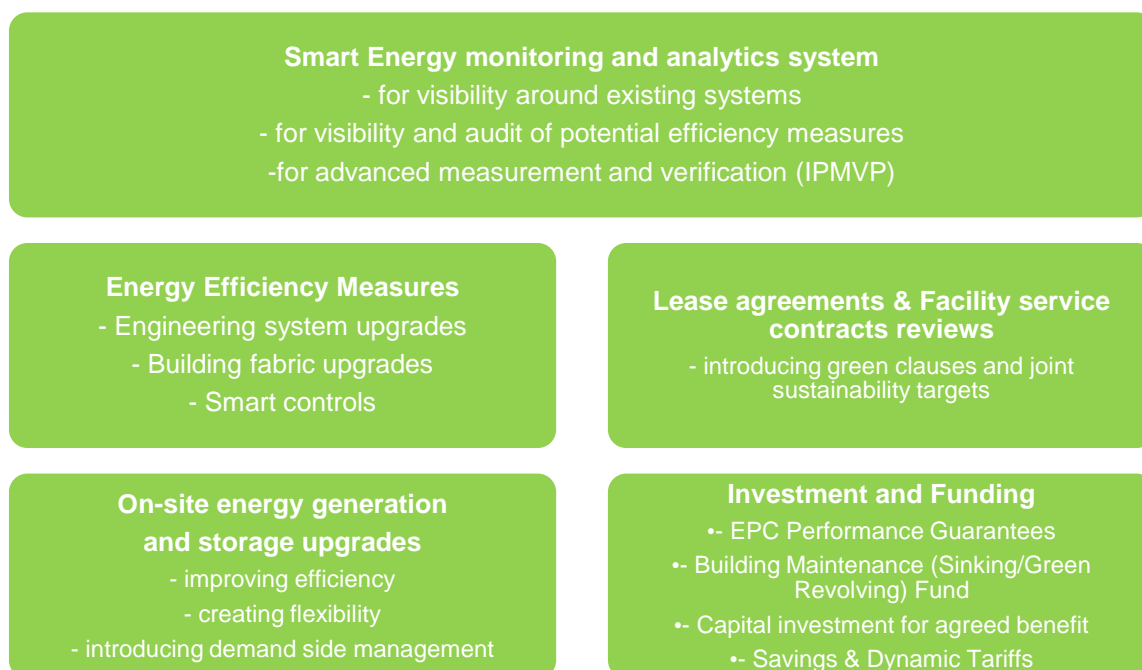 Smart Energy monitoring and analytics system
- for visibility around existing systems
- for visibility and audit of potential efficiency measures
-for advanced measurement and verification (IPMVP)
Energy Efficiency Measures
- Engineering system upgrades
- Building fabric upgrades
- Smart controls
Lease agreements & Facility service
contracts reviews
- introducing green clauses and joint
sustainability targets
On-site energy generation
and storage upgrades
- improving efficiency
- creating flexibility
- introducing demand side management
Investment and Funding
•- EPC Performance Guarantees
•- Building Maintenance (Sinking/Green
Revolving) Fund
•- Capital investment for agreed benefit
•- Savings & Dynamic Tariffs